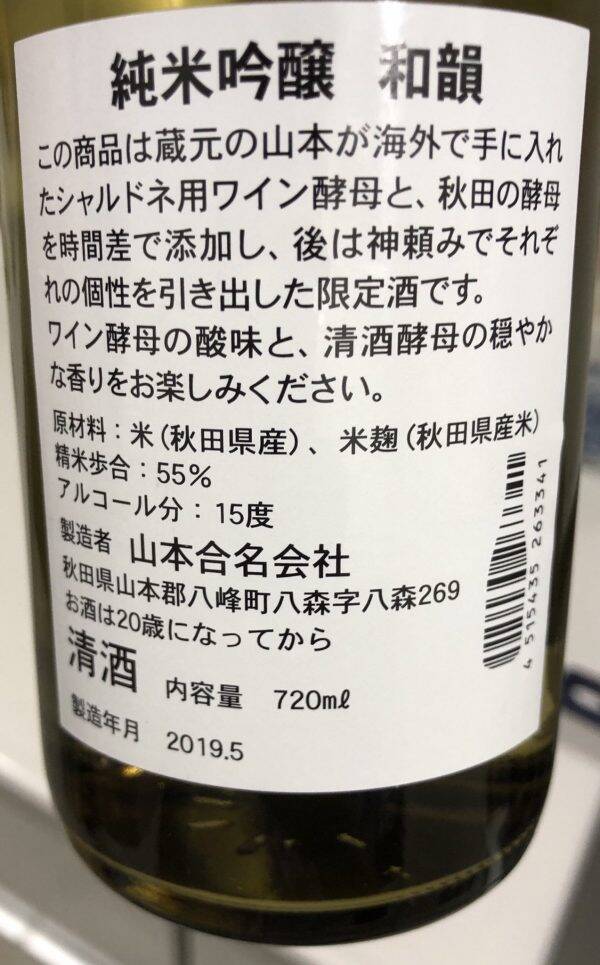 純米吟醸 和韻
この商品は蔵元の山本が海外で手に入れ
たシャルドネ用ワイン酵母と、秋田の酵母
を時間差で添加し、後は神頼みでそれぞ
れの個性を引き出した限定酒です。
ワイン酵母の酸味と、清酒酵母の穏やか
な香りをお楽しみください。
原材料：米（秋田県産）、米麹（秋田県産米）
精米歩合：55%
アルコール分：15度
製造者 山本合名会社
秋田県山本郡八峰町八森字八森269
お酒は20歳になってから
清酒 内容量 720mℓ
製造年月 2019.5
4 515435 263341